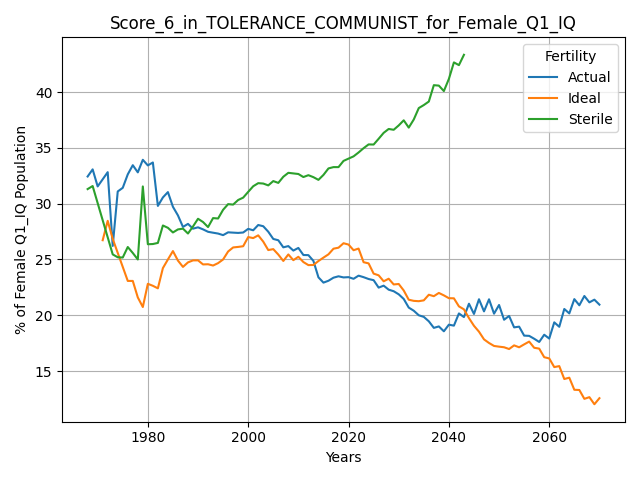 Score_6_in_TOLERANCE_COMMUNIST_for_Female_Q1_IQ
Fertility
Actual
Ideal
Sterile
% of Female Q1_IQ Population
40
35
30
25
20
15
1980
2000
2020
2040
2060
Years